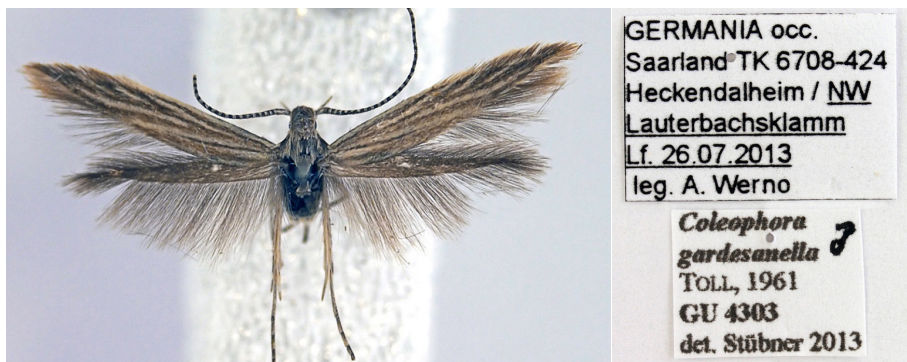 GERMANIA occ.
Saarland TK 6708-424
Heckendalheim / NW
Lauterbachsklamm
Lf. 26.07.2013
leg. A. Werno
Coleophora ♂
gardesanella
TOLL, 1961
GU 4303
det. Stübner 2013